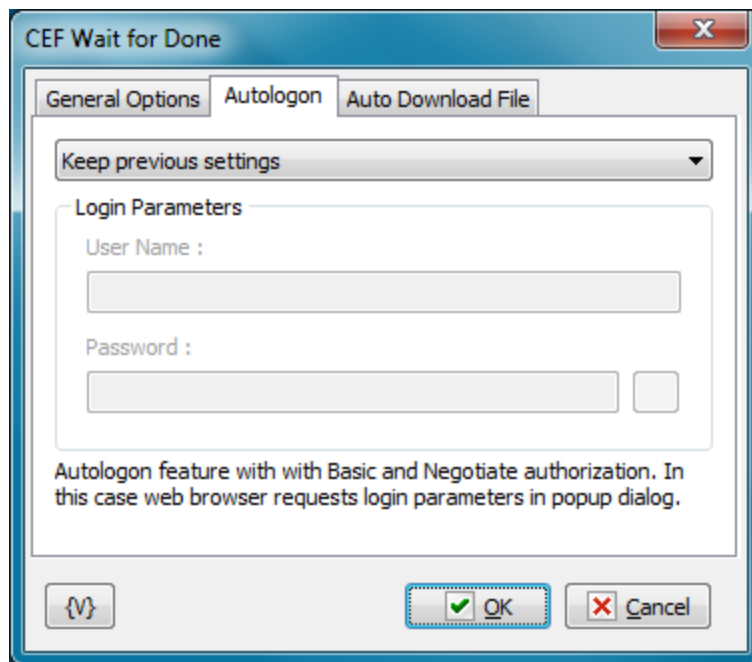 CEF Wait for Done
General Options Autologon Auto Download File
Keep previous settings
Login Parameters
User Name :
Password :
Autologon feature with with Basic and Negotiate authorization. In
this case web browser requests login parameters in popup dialog.
{V} OK Cancel